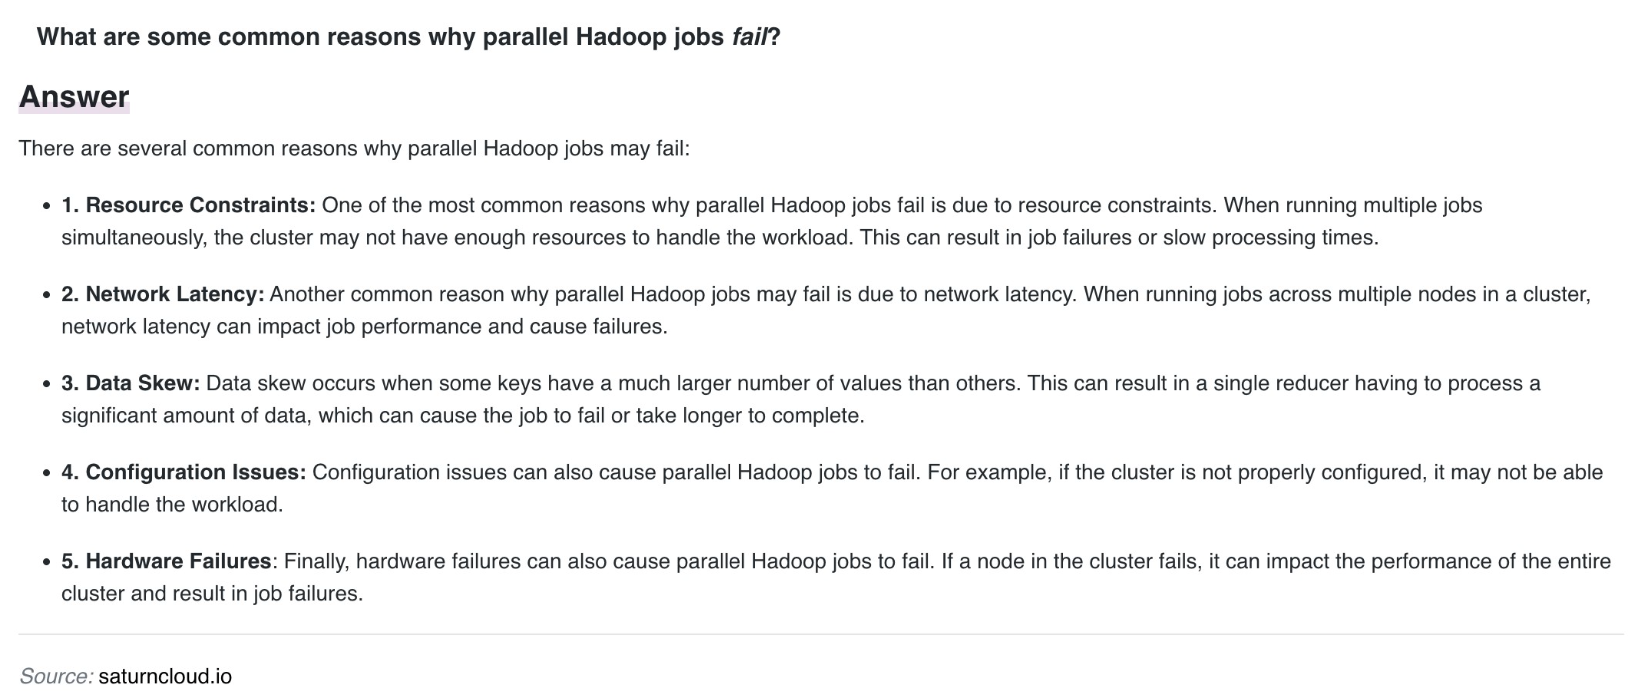 What are some common reasons why parallel Hadoop jobs fail?
Answer
There are several common reasons why parallel Hadoop jobs may fail:
• 1. Resource Constraints: One of the most common reasons why parallel Hadoop jobs fail is due to resource constraints. When running multiple jobs
simultaneously, the cluster may not have enough resources to handle the workload. This can result in job failures or slow processing times.
• 2. Network Latency: Another common reason why parallel Hadoop jobs may fail is due to network latency. When running jobs across multiple nodes in a cluster,
network latency can impact job performance and cause failures.
• 3. Data Skew: Data skew occurs when some keys have a much larger number of values than others. This can result in a single reducer having to process a
significant amount of data, which can cause the job to fail or take longer to complete.
• 4. Configuration Issues: Configuration issues can also cause parallel Hadoop jobs to fail. For example, if the cluster is not properly configured, it may not be able
to handle the workload.
• 5. Hardware Failures: Finally, hardware failures can also cause parallel Hadoop jobs to fail. If a node in the cluster fails, it can impact the performance of the entire
cluster and result in job failures.
Source: saturncloud.io